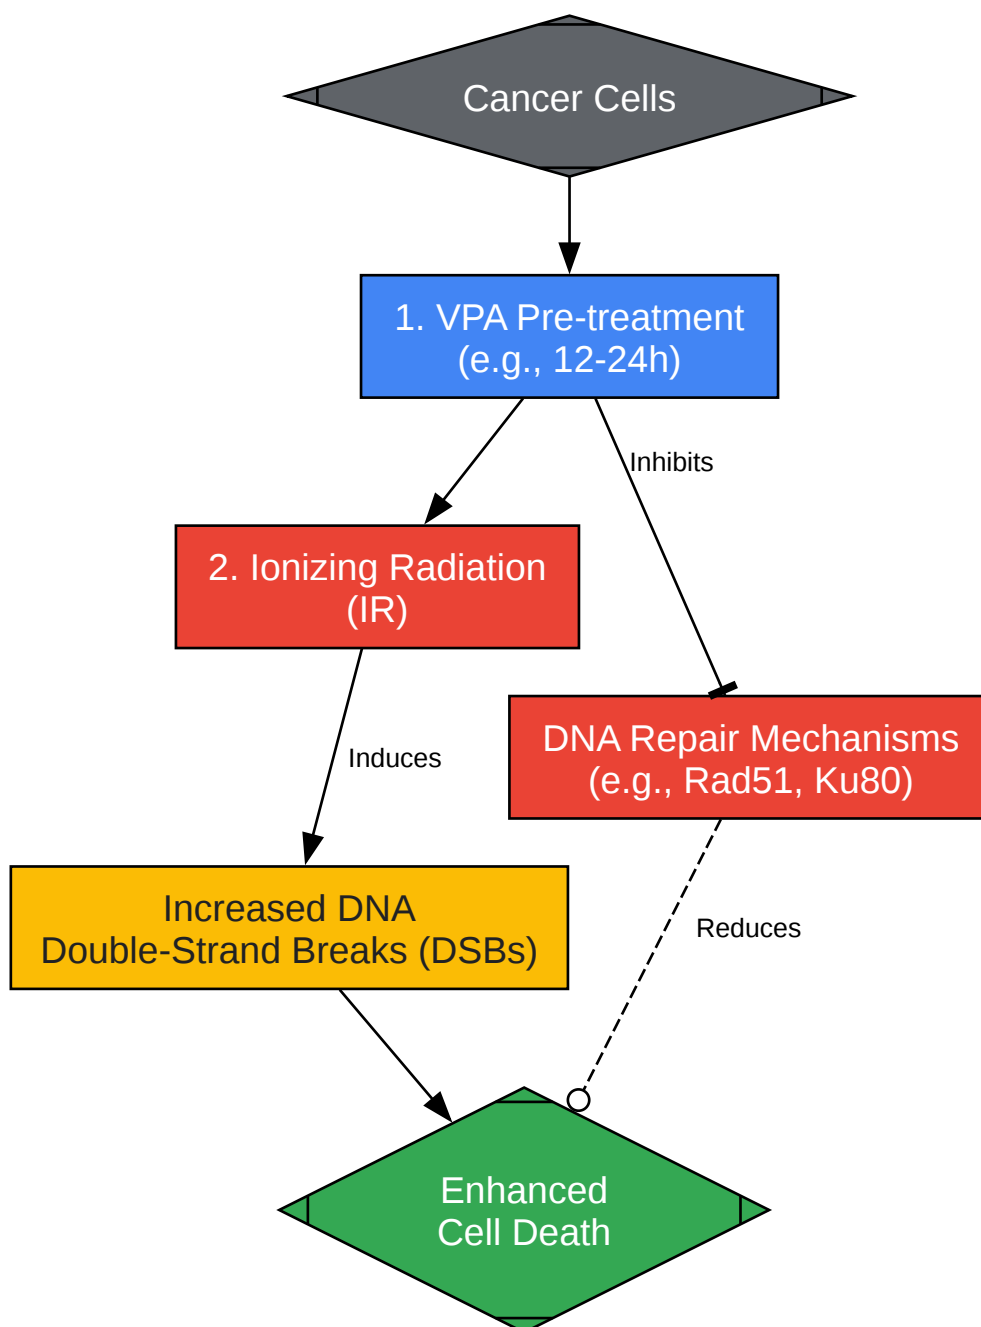 Cancer Cells
1. VPA Pre-treatment
(e.g., 12-24h)
Inhibits
2. Ionizing Radiation
(IR)
DNA Repair Mechanisms
(e.g., Rad51, Ku80)
Induces
Increased DNA
Double-Strand Breaks (DSBs)
Reduces
Enhanced
Cell Death